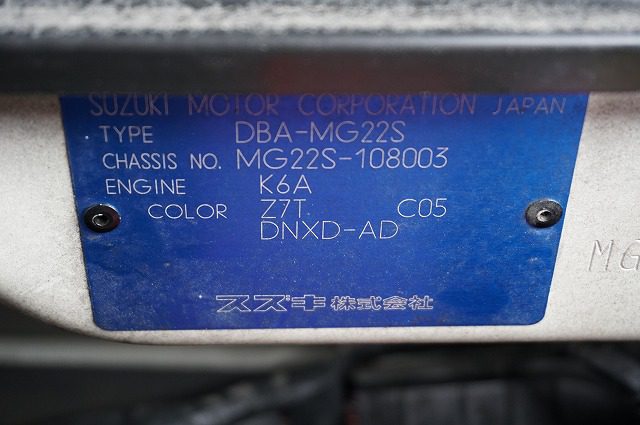 SUZUKI MOTOR CORPORATION JAPAN
TYPE DBA-MG22S
CHASSIS NO. MG22S-108003
ENGINE K6A
COLOR Z7T. C05
DNXD-AD
スズキ株式会社
MG